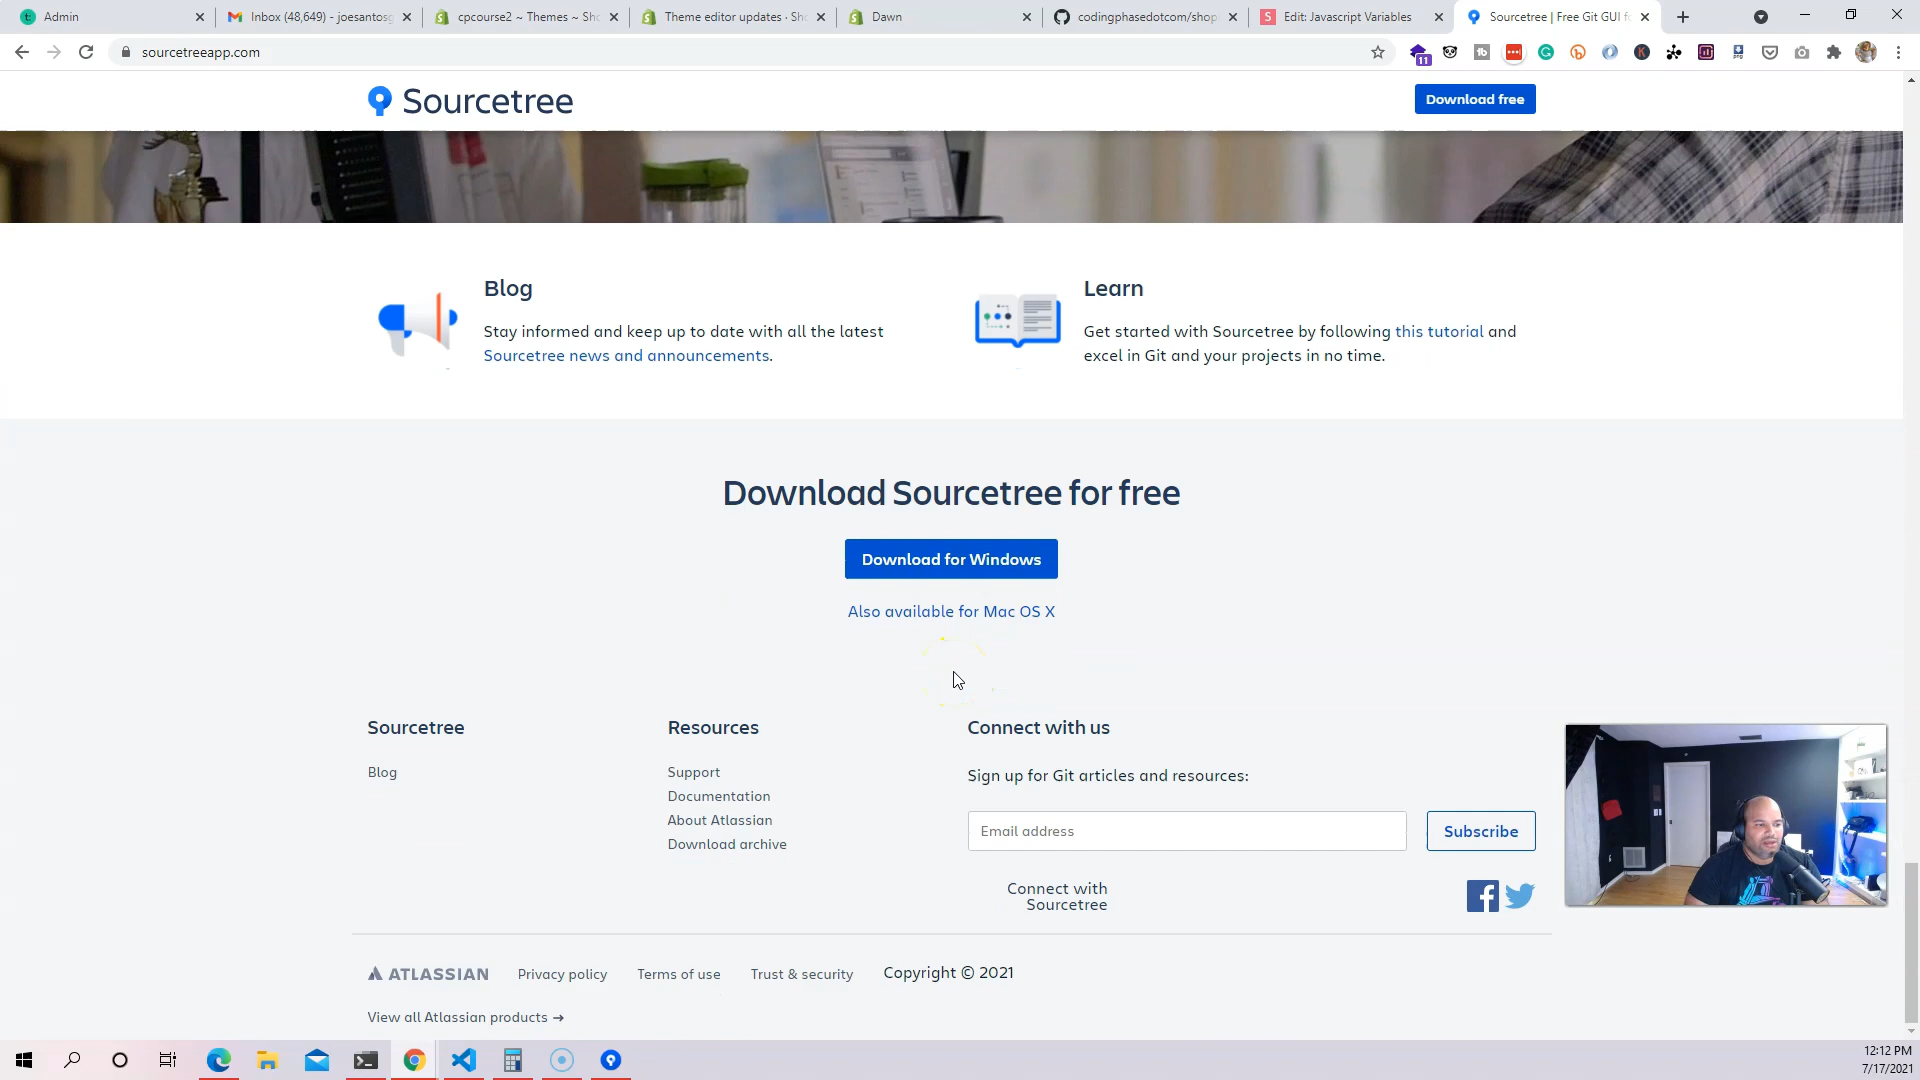 Admin
Inbox (48,649) - joesantosg
cpcourse2 ~ Themes ~ Sho
Theme editor updates · Sho
Dawn
codingphasedotcom/shop
Edit: Javascript Variables
Sourcetree | Free Git GUI fo
sourcetreeapp.com
11
Sourcetree
Download free
Blog
Stay informed and keep up to date with all the latest
Sourcetree news and announcements.
Learn
Get started with Sourcetree by following this tutorial and
excel in Git and your projects in no time.
Download Sourcetree for free
Download for Windows
Also available for Mac OS X
Sourcetree
Blog
Resources
Support
Documentation
About Atlassian
Download archive
Connect with us
Sign up for Git articles and resources:
Email address
Subscribe
Connect with
Sourcetree
ATLASSIAN
Privacy policy
Terms of use
Trust & security
Copyright © 2021
View all Atlassian products →
12:12 PM
7/17/2021